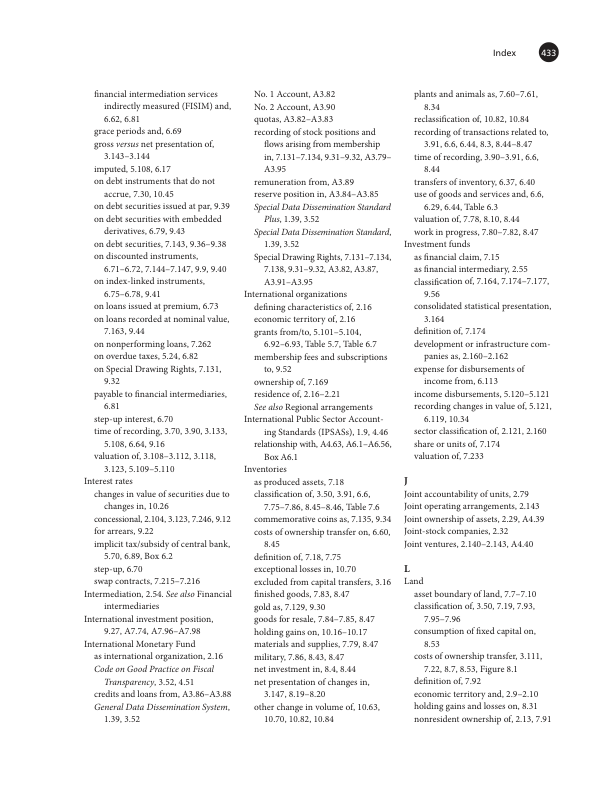 Index 433
financial intermediation services
indirectly measured (FISIM) and,
6.62, 6.81
grace periods and, 6.69
gross versus net presentation of,
3.143–3.144
imputed, 5.108, 6.17
on debt instruments that do not
accrue, 7.30, 10.45
on debt securities issued at par, 9.39
on debt securities with embedded
derivatives, 6.79, 9.43
on debt securities, 7.143, 9.36–9.38
on discounted instruments,
6.71–6.72, 7.144–7.147, 9.9, 9.40
on index-linked instruments,
6.75–6.78, 9.41
on loans issued at premium, 6.73
on loans recorded at nominal value,
7.163, 9.44
on nonperforming loans, 7.262
on overdue taxes, 5.24, 6.82
on Special Drawing Rights, 7.131,
9.32
payable to financial intermediaries,
6.81
step-up interest, 6.70
time of recording, 3.70, 3.90, 3.133,
5.108, 6.64, 9.16
valuation of, 3.108–3.112, 3.118,
3.123, 5.109–5.110
Interest rates
changes in value of securities due to
changes in, 10.26
concessional, 2.104, 3.123, 7.246, 9.12
for arrears, 9.22
implicit tax/subsidy of central bank,
5.70, 6.89, Box 6.2
step-up, 6.70
swap contracts, 7.215–7.216
Intermediation, 2.54. See also Financial
intermediaries
International investment position,
9.27, A7.74, A7.96–A7.98
International Monetary Fund
as international organization, 2.16
Code on Good Practice on Fiscal
Transparency, 3.52, 4.51
credits and loans from, A3.86–A3.88
General Data Dissemination System,
1.39, 3.52
No. 1 Account, A3.82
No. 2 Account, A3.90
quotas, A3.82–A3.83
recording of stock positions and
flows arising from membership
in, 7.131–7.134, 9.31–9.32, A3.79–
A3.95
remuneration from, A3.89
reserve position in, A3.84–A3.85
Special Data Dissemination Standard
Plus, 1.39, 3.52
Special Data Dissemination Standard,
1.39, 3.52
Special Drawing Rights, 7.131–7.134,
7.138, 9.31–9.32, A3.82, A3.87,
A3.91–A3.95
International organizations
defining characteristics of, 2.16
economic territory of, 2.16
grants from/to, 5.101–5.104,
6.92–6.93, Table 5.7, Table 6.7
membership fees and subscriptions
to, 9.52
ownership of, 7.169
residence of, 2.16–2.21
See also Regional arrangements
International Public Sector Account-
ing Standards (IPSASs), 1.9, 4.46
relationship with, A4.63, A6.1–A6.56,
Box A6.1
Inventories
as produced assets, 7.18
classification of, 3.50, 3.91, 6.6,
7.75–7.86, 8.45–8.46, Table 7.6
commemorative coins as, 7.135, 9.34
costs of ownership transfer on, 6.60,
8.45
definition of, 7.18, 7.75
exceptional losses in, 10.70
excluded from capital transfers, 3.16
finished goods, 7.83, 8.47
gold as, 7.129, 9.30
goods for resale, 7.84–7.85, 8.47
holding gains on, 10.16–10.17
materials and supplies, 7.79, 8.47
military, 7.86, 8.43, 8.47
net investment in, 8.4, 8.44
net presentation of changes in,
3.147, 8.19–8.20
other change in volume of, 10.63,
10.70, 10.82, 10.84
plants and animals as, 7.60–7.61,
8.34
reclassification of, 10.82, 10.84
recording of transactions related to,
3.91, 6.6, 6.44, 8.3, 8.44–8.47
time of recording, 3.90–3.91, 6.6,
8.44
transfers of inventory, 6.37, 6.40
use of goods and services and, 6.6,
6.29, 6.44, Table 6.3
valuation of, 7.78, 8.10, 8.44
work in progress, 7.80–7.82, 8.47
Investment funds
as financial claim, 7.15
as financial intermediary, 2.55
classification of, 7.164, 7.174–7.177,
9.56
consolidated statistical presentation,
3.164
definition of, 7.174
development or infrastructure com-
panies as, 2.160–2.162
expense for disbursements of
income from, 6.113
income disbursements, 5.120–5.121
recording changes in value of, 5.121,
6.119, 10.34
sector classification of, 2.121, 2.160
share or units of, 7.174
valuation of, 7.233
J
Joint accountability of units, 2.79
Joint operating arrangements, 2.143
Joint ownership of assets, 2.29, A4.39
Joint-stock companies, 2.32
Joint ventures, 2.140–2.143, A4.40
L
Land
asset boundary of land, 7.7–7.10
classification of, 3.50, 7.19, 7.93,
7.95–7.96
consumption of fixed capital on,
8.53
costs of ownership transfer, 3.111,
7.22, 8.7, 8.53, Figure 8.1
definition of, 7.92
economic territory and, 2.9–2.10
holding gains and losses on, 8.31
nonresident ownership of, 2.13, 7.91